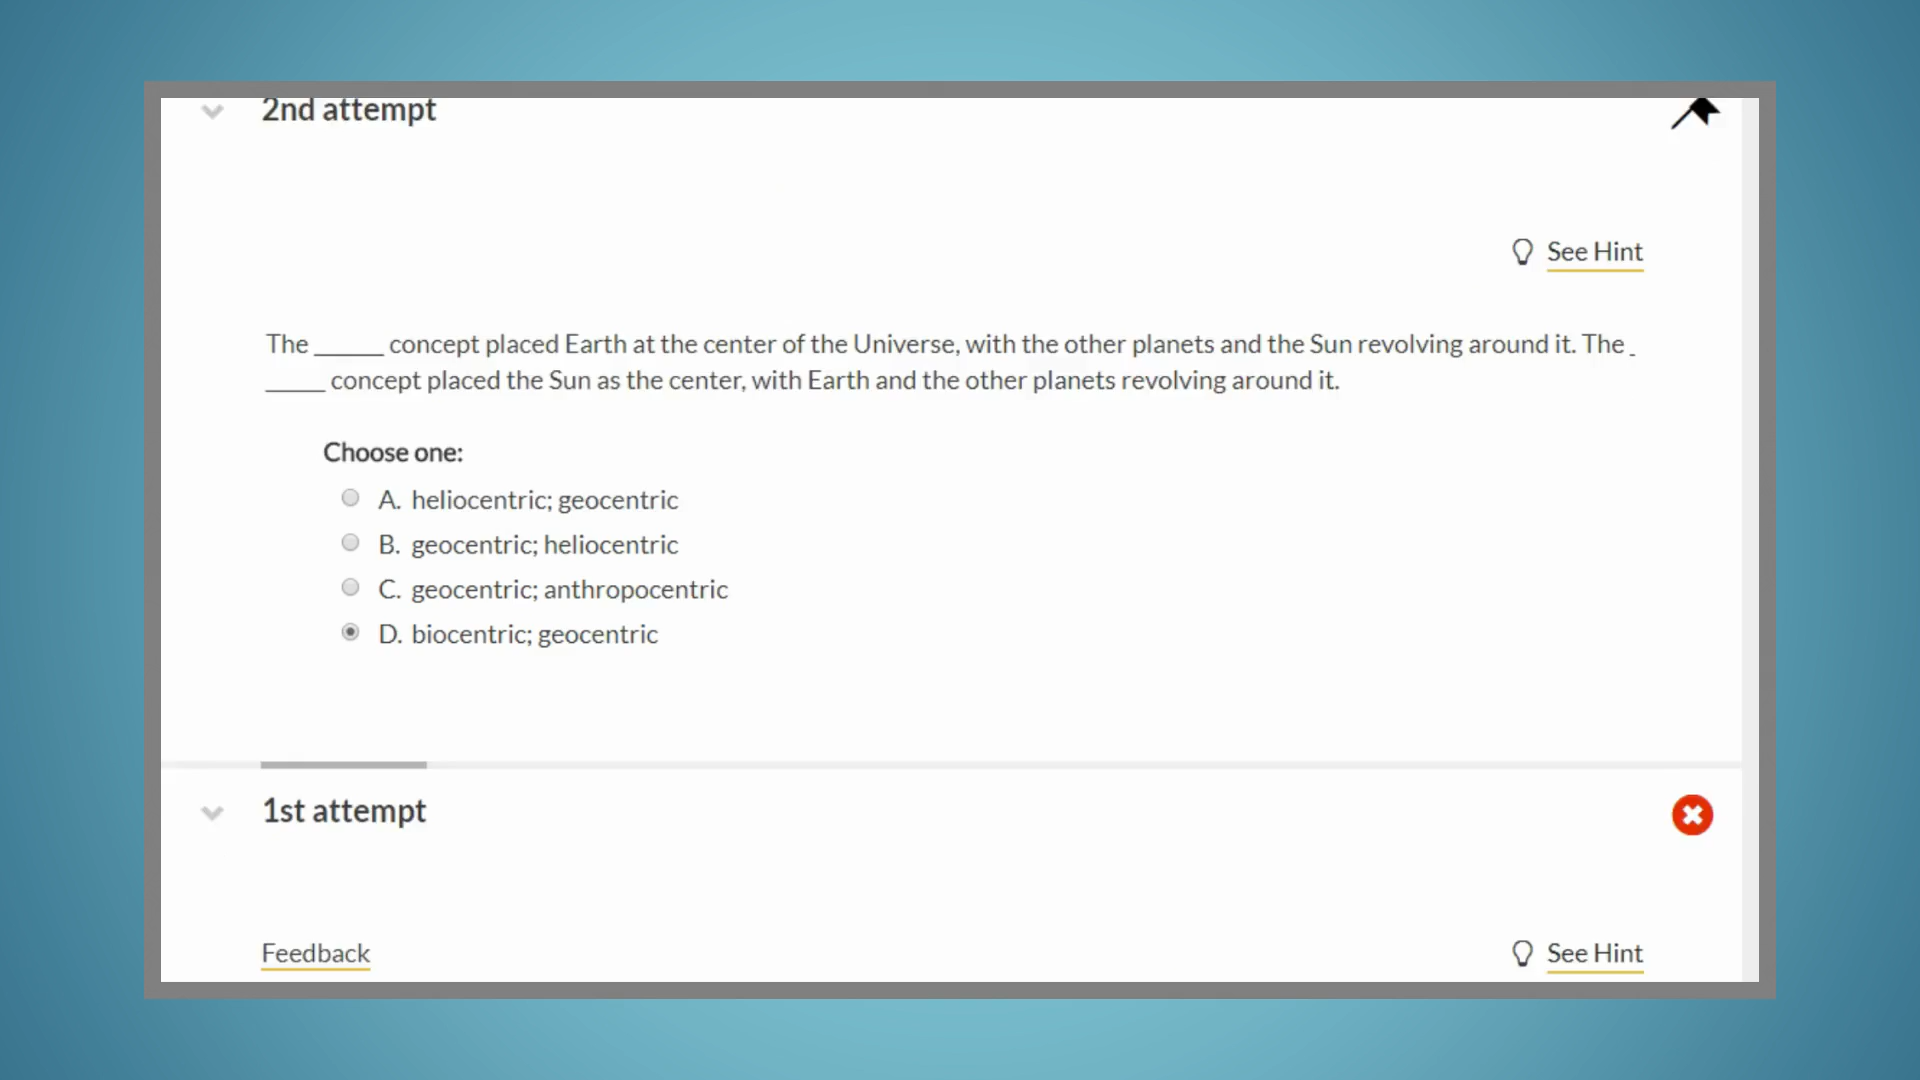 2nd attempt
See Hint
The ______ concept placed Earth at the center of the Universe, with the other planets and the Sun revolving around it. The _
_____ concept placed the Sun as the center, with Earth and the other planets revolving around it.
Choose one:
A. heliocentric; geocentric
B. geocentric; heliocentric
C. geocentric; anthropocentric
D. biocentric; geocentric
1st attempt
Feedback
See Hint